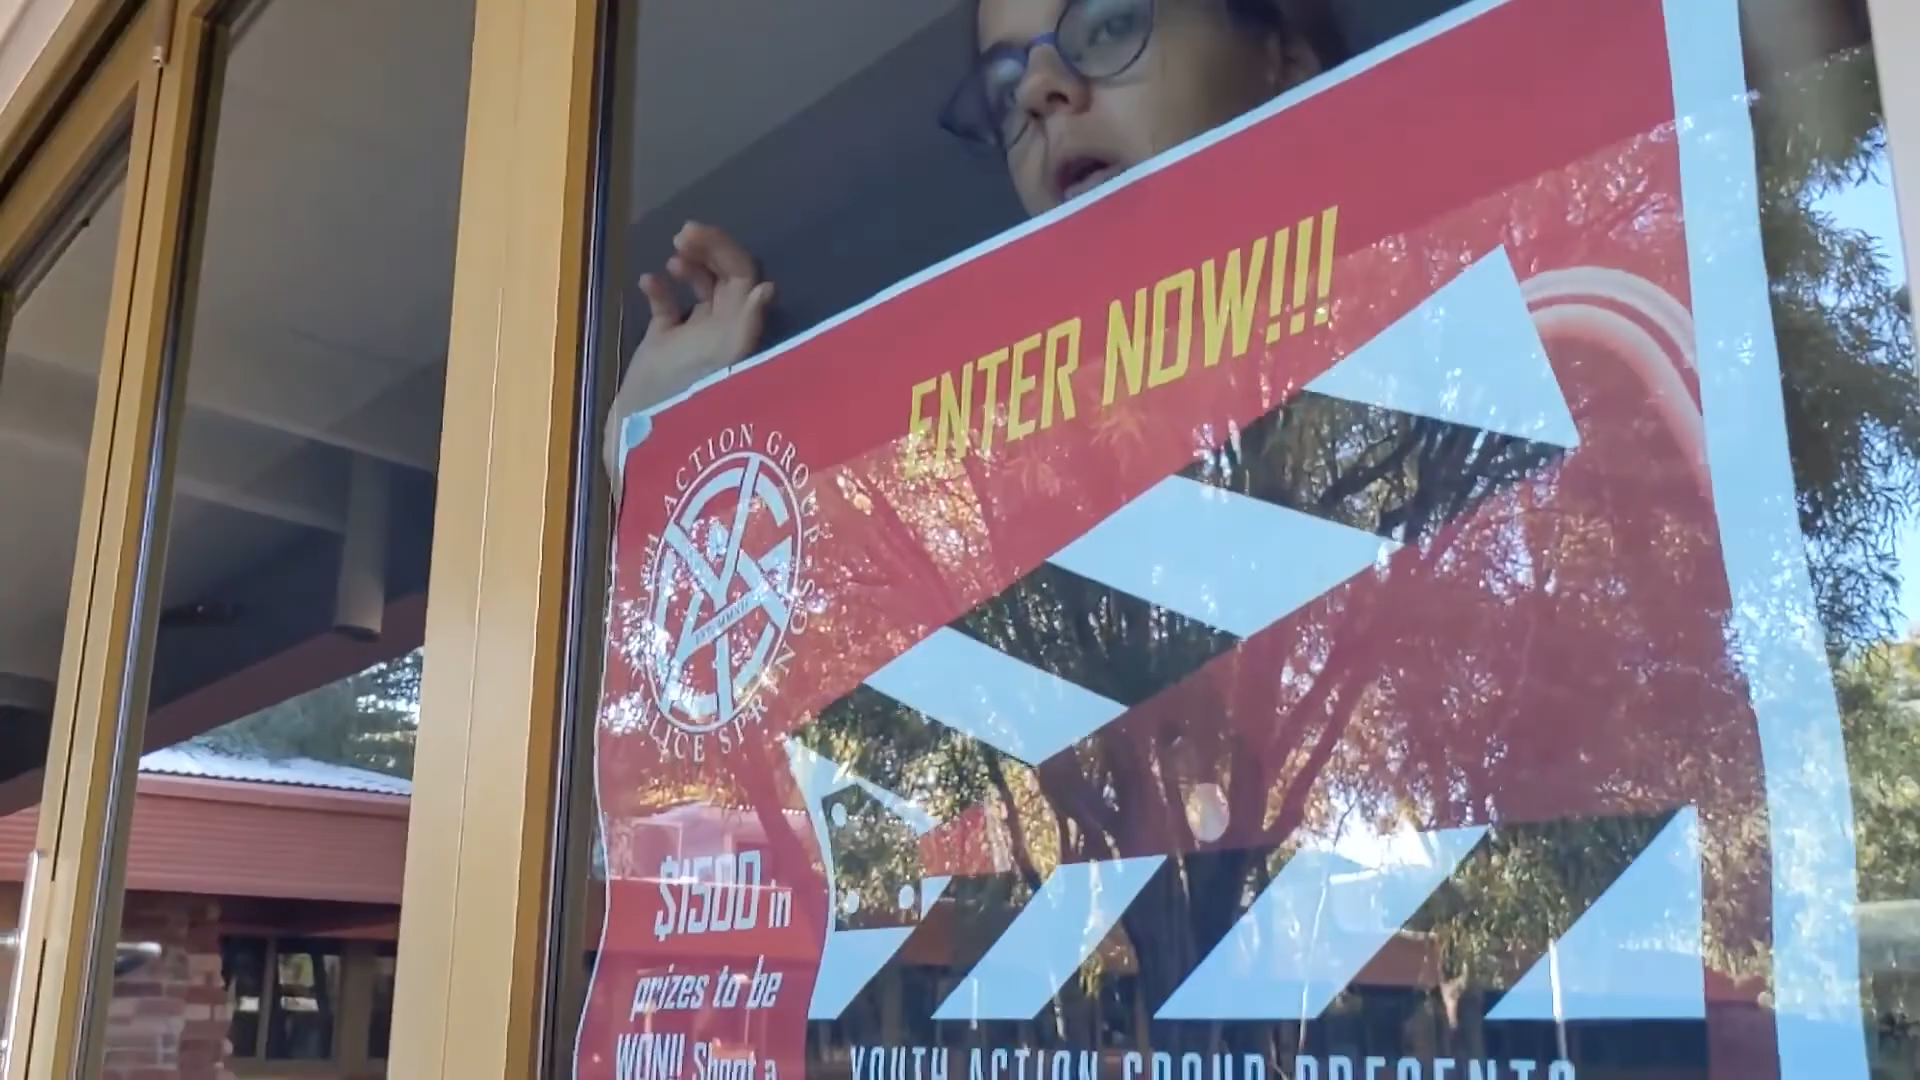 ENTER NOW!!!
ACTION GROUP - ALICE SPRINGS
$1500 in
prizes to be
WON!! Shoot a
YOUTH ACTION GROUP PRESENTS